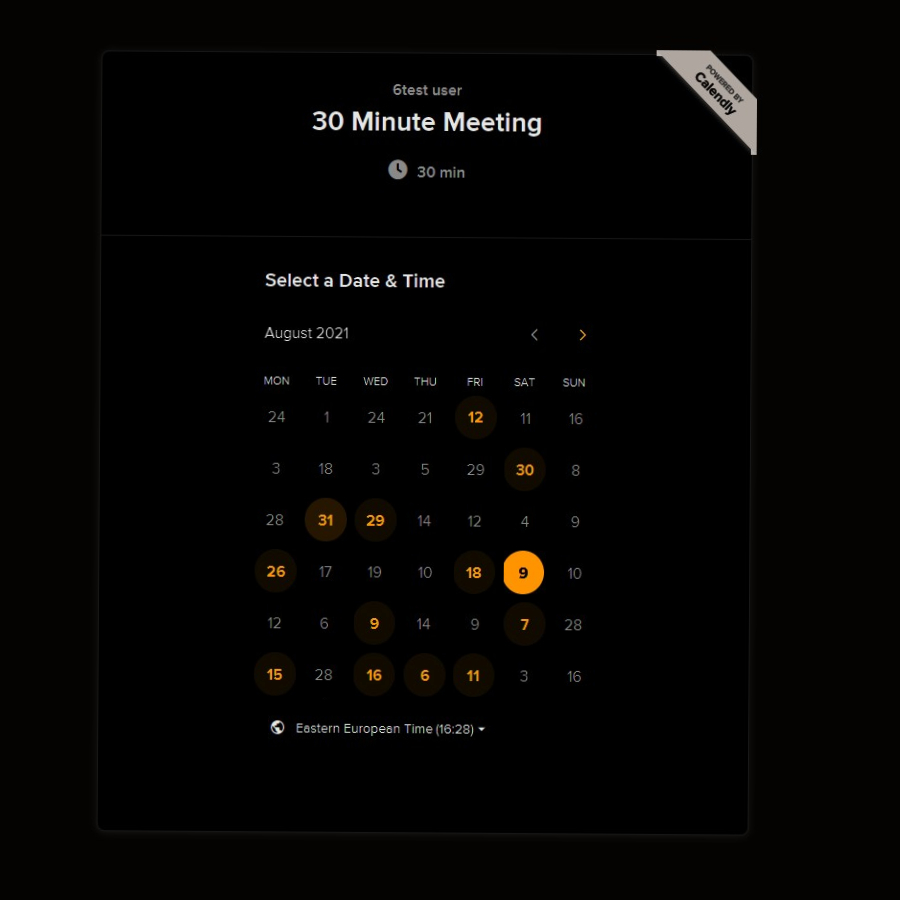 POWERED BY
Calendly
6test user
30 Minute Meeting
30 min
Select a Date & Time
August 2021
MON TUE WED THU FRI SAT SUN
24 1 24 21 12 11 16
3 18 3 5 29 30 8
28 31 29 14 12 4 9
26 17 19 10 18 9 10
12 6 9 14 9 7 28
15 28 16 6 11 3 16
Eastern European Time (16:28)